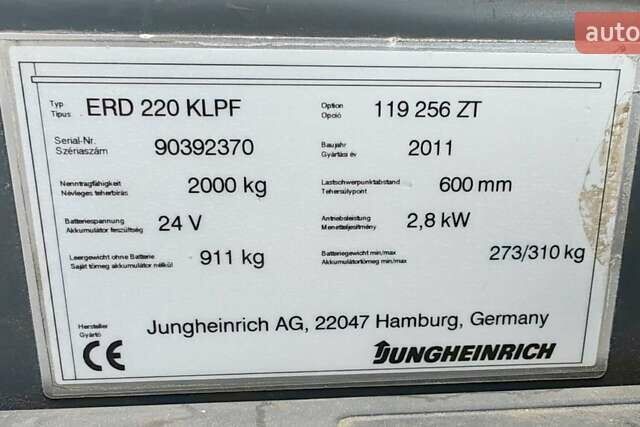 auto
Typ ERD 220 KLPF Option 119 256 ZT
Típus Opció
Serial-Nr. 90392370 Baujahr 2011
Szériaszám Gyártási év
Nenntragfähigkeit 2000 kg Lastschwerpunktabstand 600 mm
Névleges teherbírás Tehersúlypont
Batteriespannung 24 V Antriebsleistung 2,8 kW
Akkumulátor feszültség Menetteljesítmény
Leergewicht ohne Batterie 911 kg Batteriegewicht min/max 273/310 kg
Saját tömeg akkumulátor nélkül Akkumulátortömeg min/max
Hersteller Jungheinrich AG, 22047 Hamburg, Germany
Gyártó
CE JUNGHEINRICH